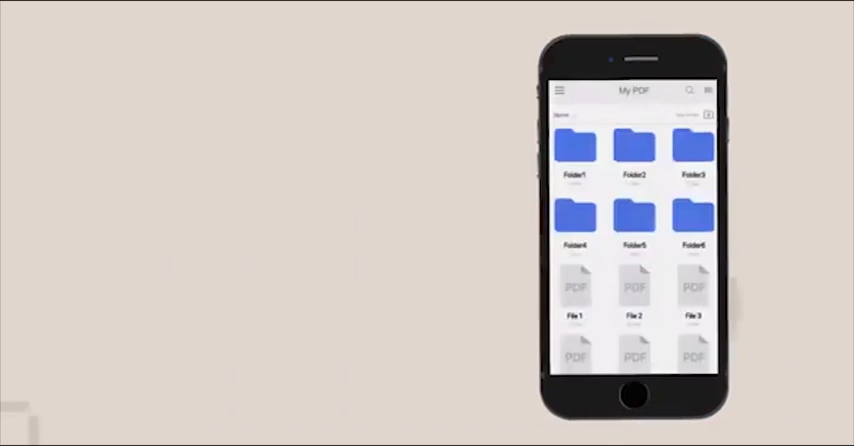 My PDF
Home
Folder1 Folder2 Folder3
Folder4 Folder5 Folder6
PDF PDF PDF
File 1 File 2 File 3
PDF PDF PDF